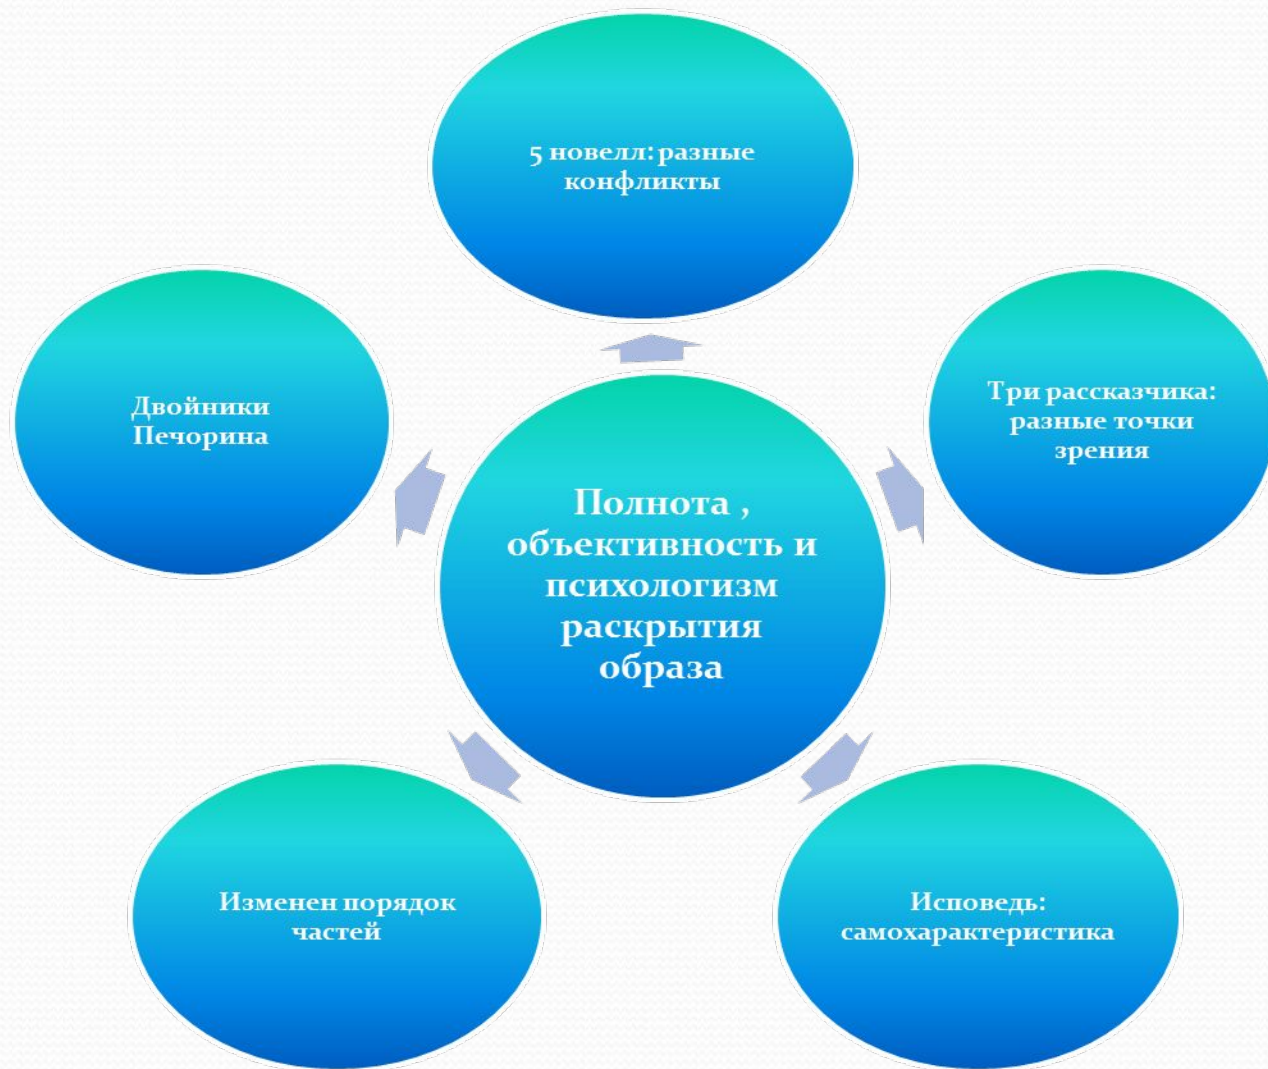 5 новелл: разные
конфликты
Двойники
Печорина
Три рассказчика:
разные точки
зрения
Полнота ,
объективность и
психологизм
раскрытия
образа
Изменен порядок
частей
Исповедь:
самохарактеристика